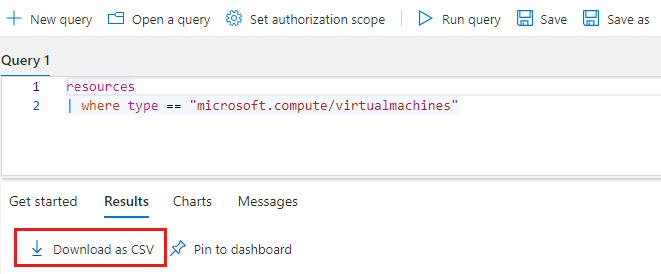 New query Open a query Set authorization scope Run query Save Save as
Query 1
1 resources
2 | where type == "microsoft.compute/virtualmachines"
Get started Results Charts Messages
Download as CSV Pin to dashboard